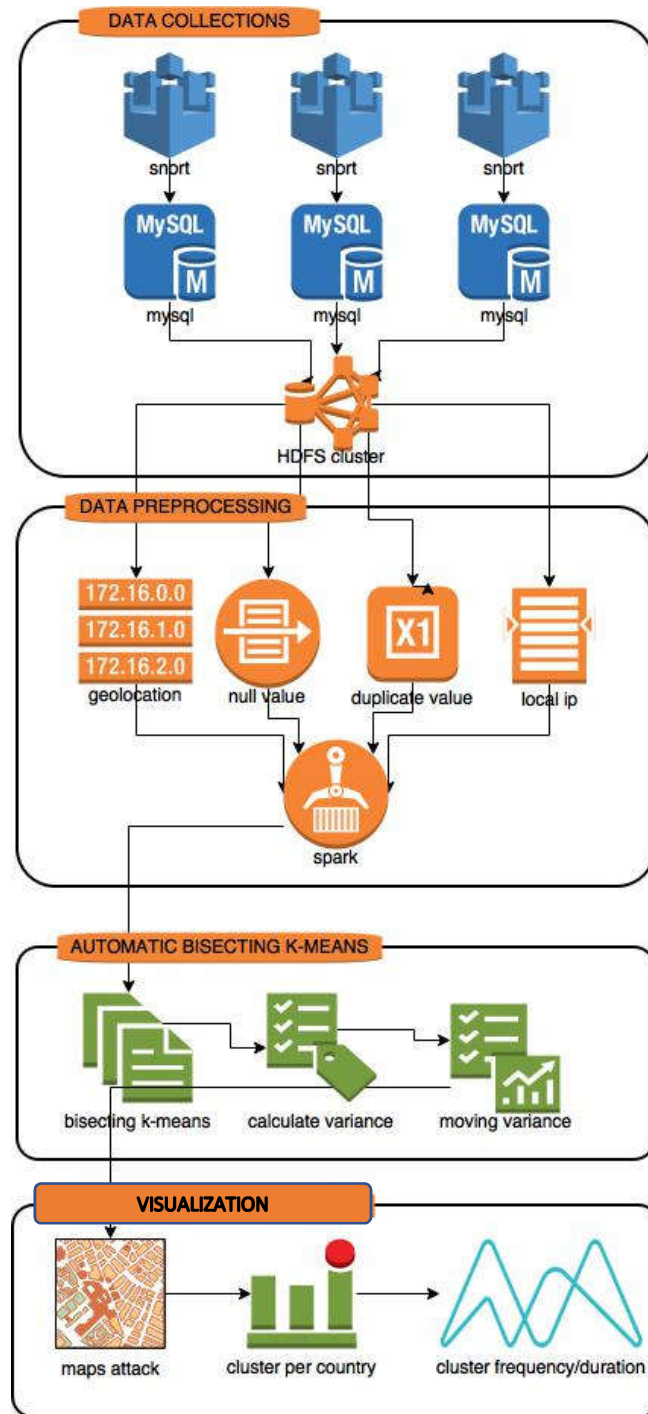 DATA COLLECTIONS
snort snort snort
MySQL MySQL MySQL
M M M
mysql mysql mysql
HDFS cluster
DATA PREPROCESSING
172.16.0.0
172.16.1.0
172.16.2.0
X1
geolocation null value duplicate value local ip
spark
AUTOMATIC BISECTING K-MEANS
bisecting k-means calculate variance moving variance
VISUALIZATION
maps attack cluster per country cluster frequency/duration